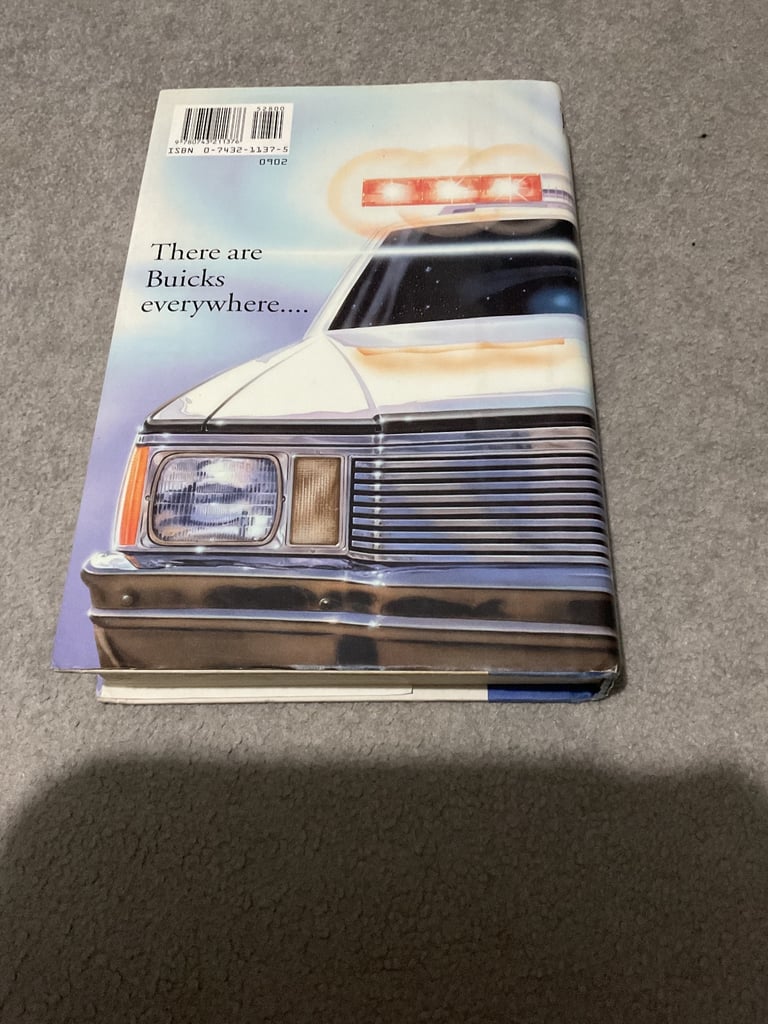 52800
9 780743 211376
ISBN 0-7432-1137-5
0902
There are
Buicks
everywhere....